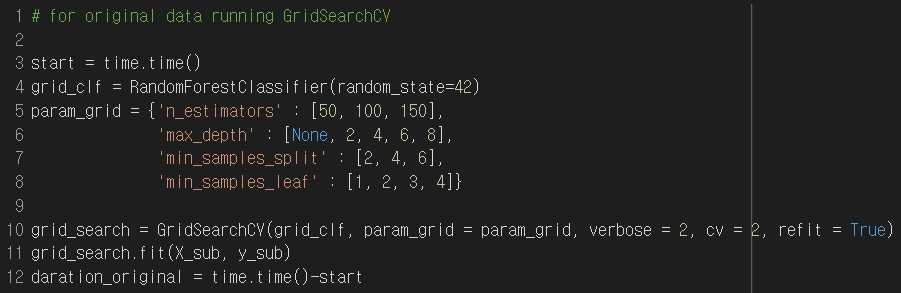 1 # for original data running GridSearchCV
2
3 start = time.time()
4 grid_clf = RandomForestClassifier(random_state=42)
5 param_grid = {'n_estimators' : [50, 100, 150],
6 'max_depth' : [None, 2, 4, 6, 8],
7 'min_samples_split' : [2, 4, 6],
8 'min_samples_leaf' : [1, 2, 3, 4]}
9
10 grid_search = GridSearchCV(grid_clf, param_grid = param_grid, verbose = 2, cv = 2, refit = True)
11 grid_search.fit(X_sub, y_sub)
12 daration_original = time.time()-start